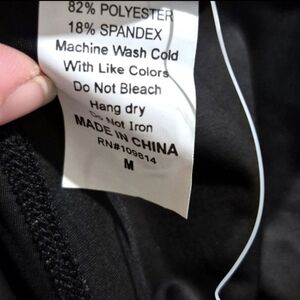 82% POLYESTER
18% SPANDEX
Machine Wash Cold
With Like Colors
Do Not Bleach
Hang dry
Do Not Iron
MADE IN CHINA
RN#109814
M